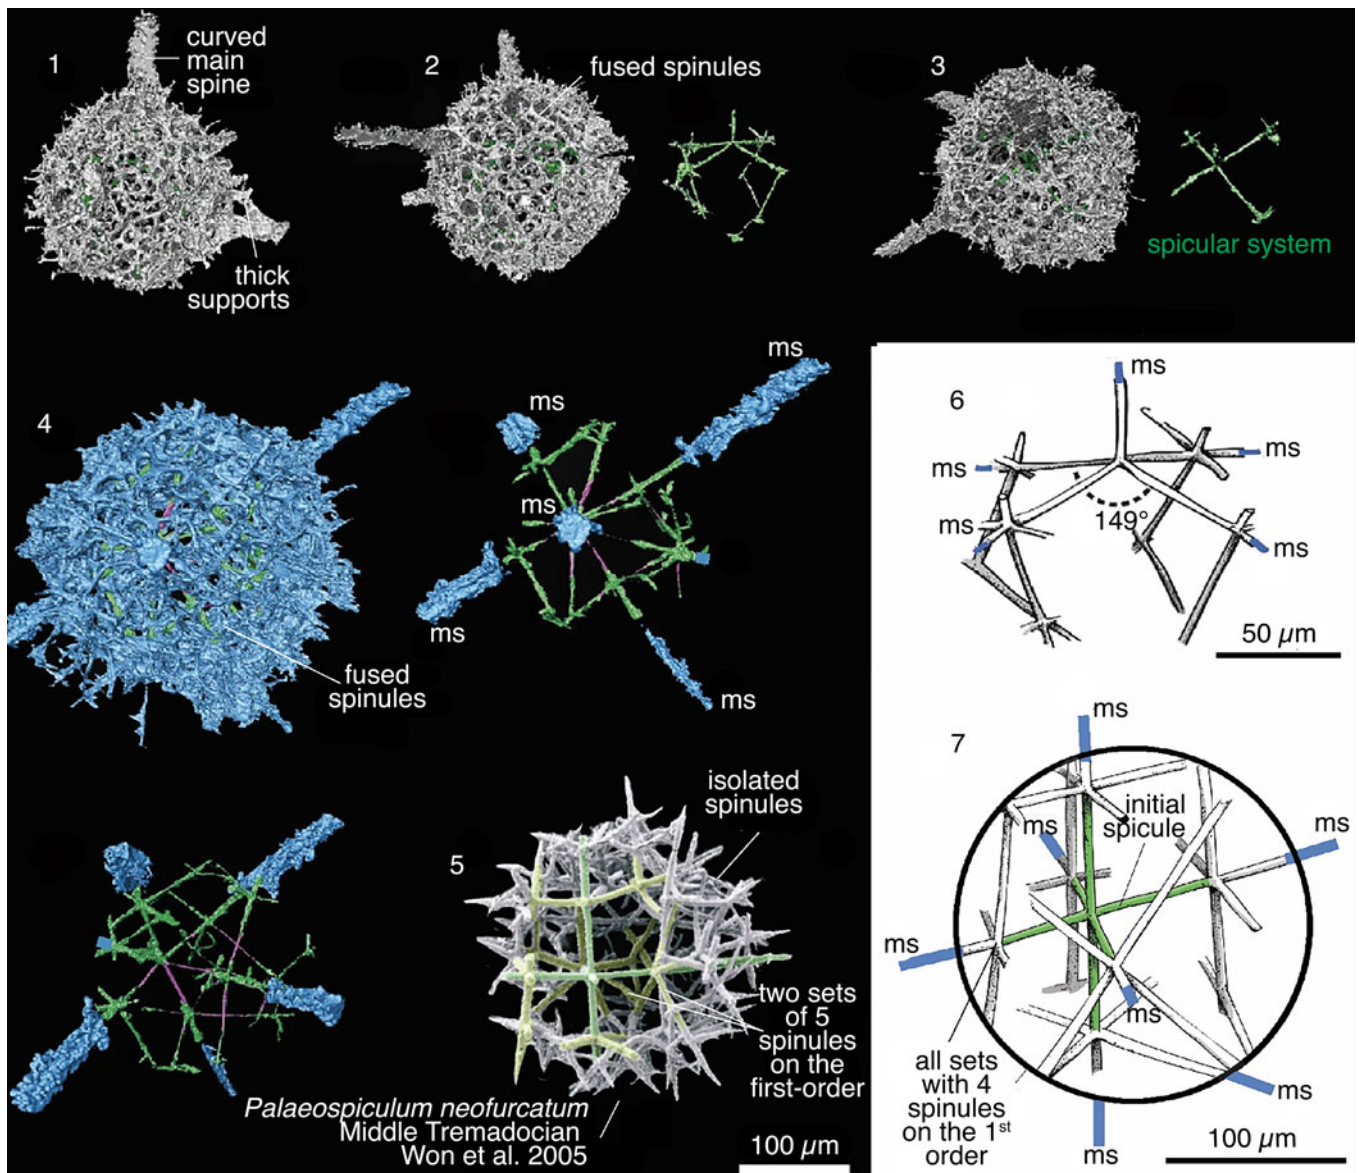 1
curved
main
spine
thick
supports
2
fused spinules
3
spicular system
4
fused
spinules
ms
ms
ms
ms
ms
5
isolated
spinules
two sets
of 5
spinules
on the
first-order
Palaeospiculum neofurcatum
Middle Tremadocian
Won et al. 2005
100 µm
6
ms
ms
ms
ms
ms
149°
50 µm
7
ms
initial
spicule
ms
ms
ms
ms
ms
ms
all sets
with 4
spinules
on the 1st
order
100 µm